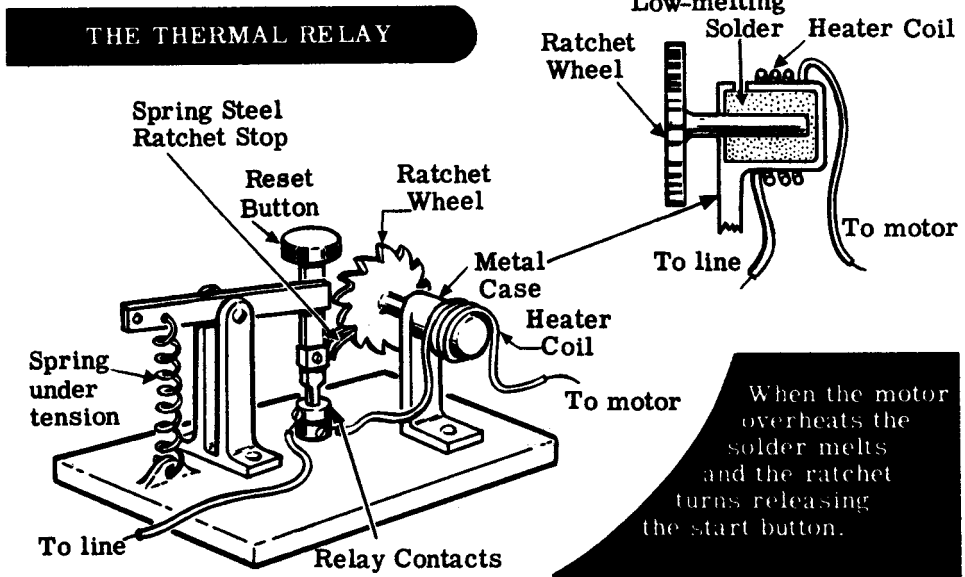 THE THERMAL RELAY
Low-melting
Solder
Heater Coil
Ratchet
Wheel
Spring Steel
Ratchet Stop
Reset
Button
Ratchet
Wheel
To motor
To line
Metal
Case
Heater
Coil
Spring
under
tension
To motor
When the motor
overheats the
solder melts
and the ratchet
turns releasing
the start button.
To line
Relay Contacts